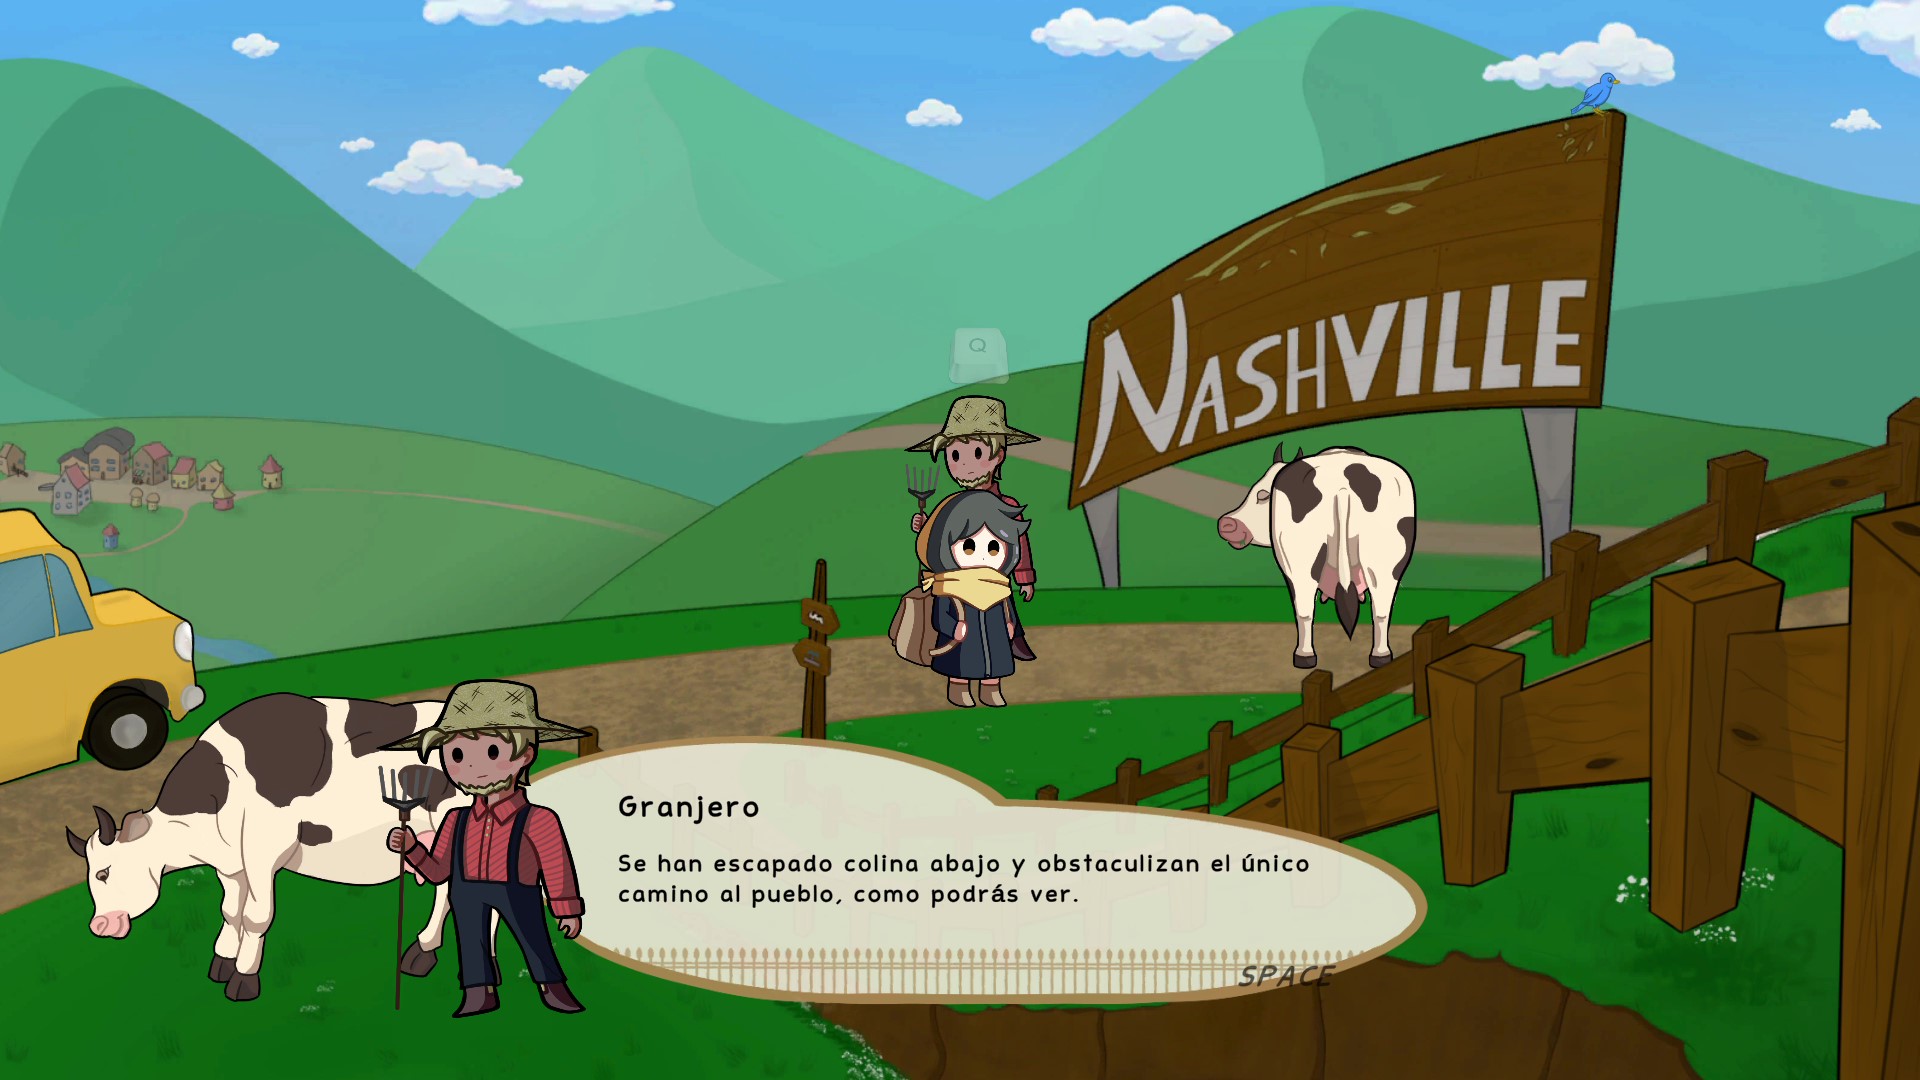 Q
NASHVILLE
Granjero
Se han escapado colina abajo y obstaculizan el único
camino al pueblo, como podrás ver.
SPACE